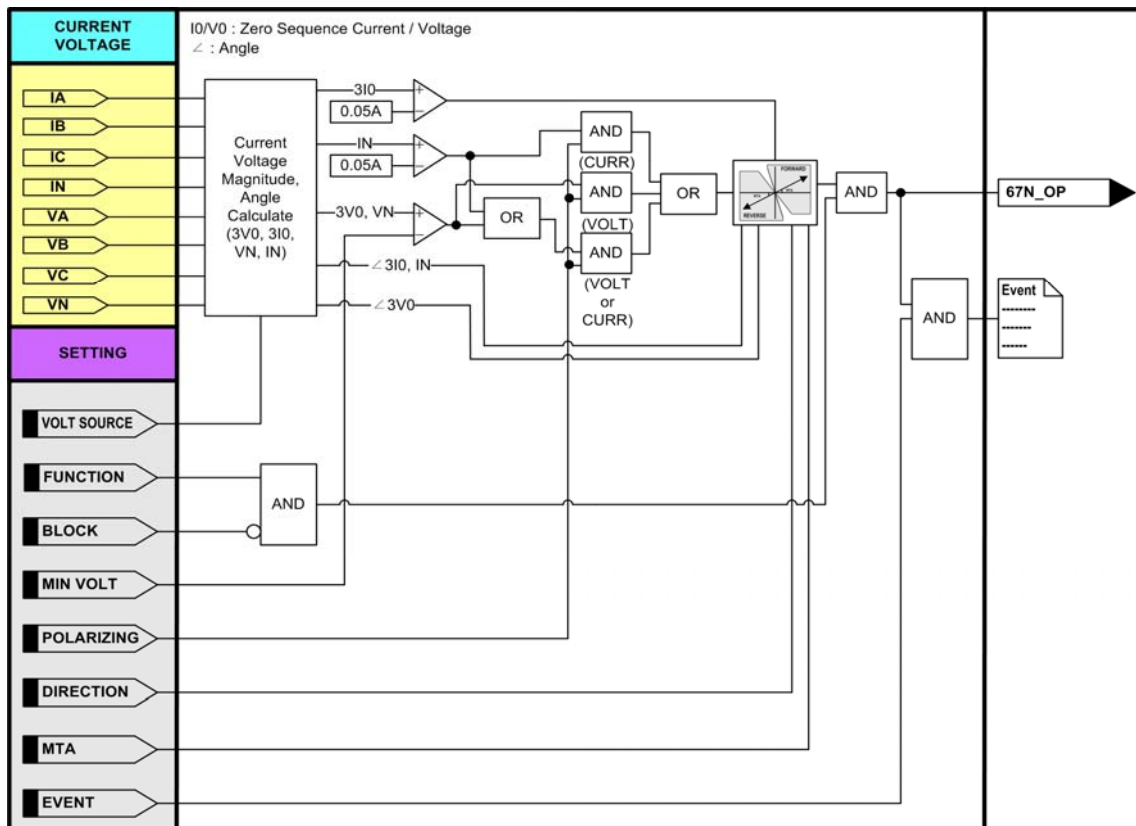 CURRENT
VOLTAGE
I0/V0 : Zero Sequence Current / Voltage
∠ : Angle
IA
IB
IC
IN
VA
VB
VC
VN
Current
Voltage
Magnitude,
Angle
Calculate
(3V0, 3I0,
VN, IN)
3I0
+
0.05A
−
IN
+
0.05A
−
3V0, VN
+
−
∠3I0, IN
∠3V0
AND
(CURR)
AND
(VOLT)
OR
AND
(VOLT
or
CURR)
OR
FORWARD
REVERSE
AND
67N_OP
AND
Event
--------
-------
------
SETTING
VOLT SOURCE
FUNCTION
AND
BLOCK
MIN VOLT
POLARIZING
DIRECTION
MTA
EVENT